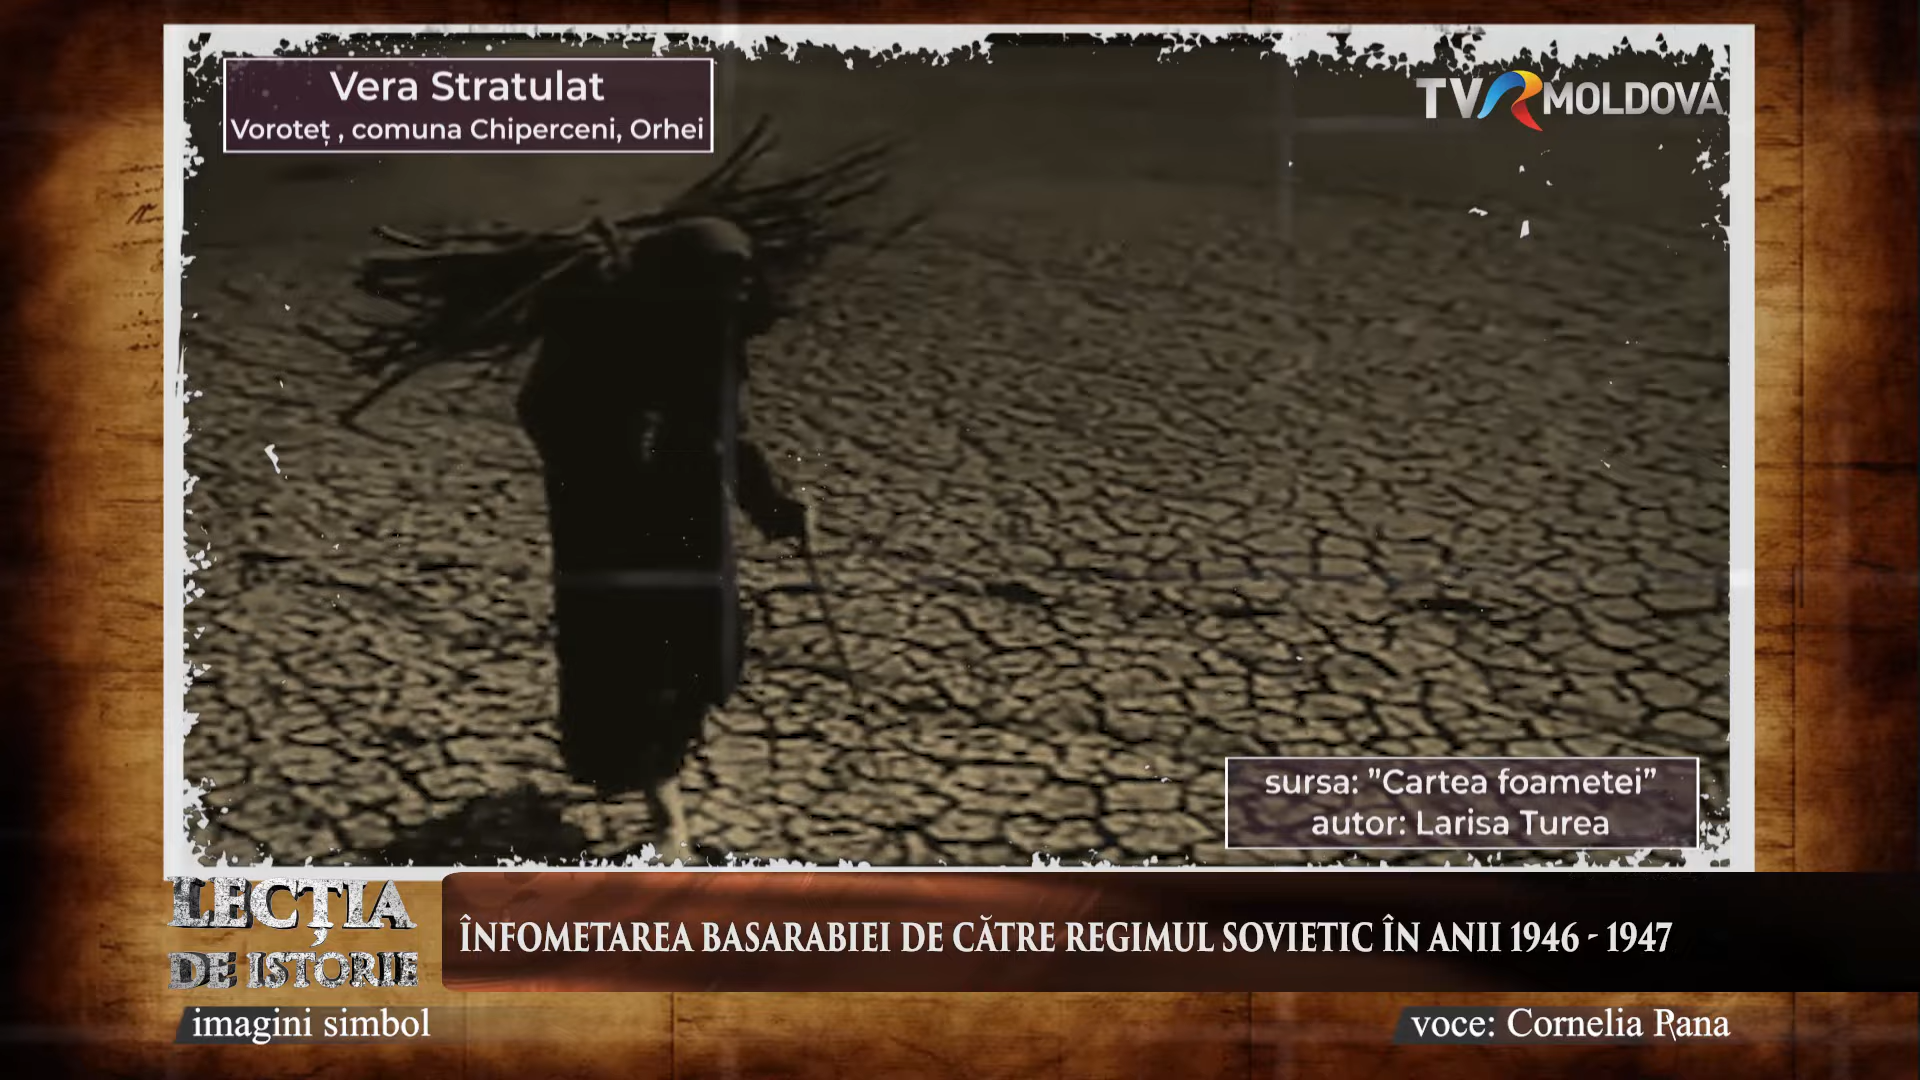 Vera Stratulat
Voroteț , comuna Chiperceni, Orhei
TVR MOLDOVA
sursa: ”Cartea foametei”
autor: Larisa Turea
LECȚIA
DE ISTORIE
ÎNFOMETAREA BASARABIEI DE CĂTRE REGIMUL SOVIETIC ÎN ANII 1946 - 1947
imagini simbol
voce: Cornelia Rana